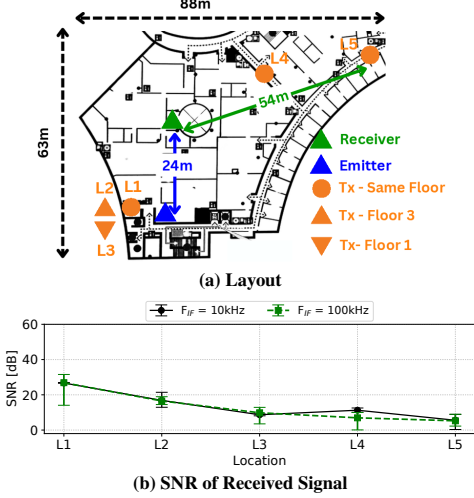 88m
63m
L4
L5
54m
24m
L2
L1
L3
Receiver
Emitter
Tx - Same Floor
Tx - Floor 3
Tx- Floor 1
(a) Layout
F_IF = 10kHz
F_IF = 100kHz
SNR [dB]
60
40
20
0
L1 L2 L3 L4 L5
Location
(b) SNR of Received Signal